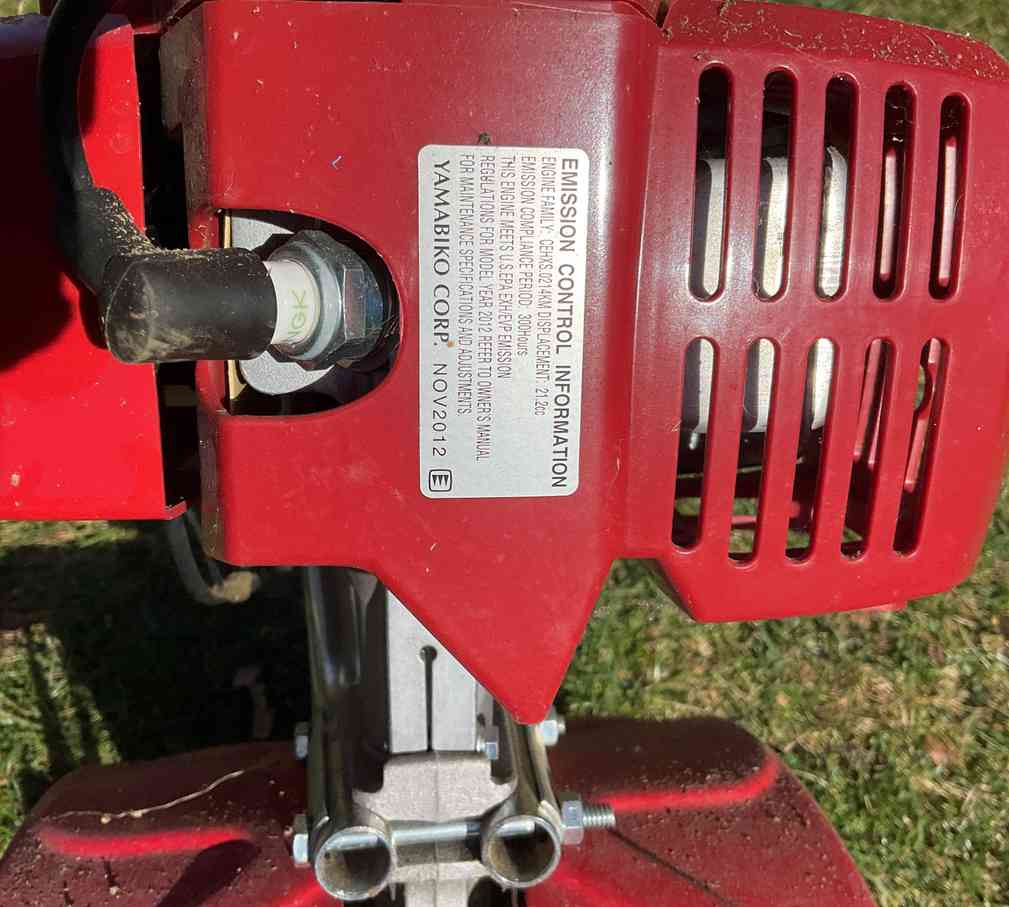 EMISSION CONTROL INFORMATION
ENGINE FAMILY: CEHXS.0214KM DISPLACEMENT: 21.2cc
EMISSION COMPLIANCE PERIOD: 300Hours
THIS ENGINE MEETS U.S.EPA EXH/EVP EMISSION
REGULATIONS FOR MODEL YEAR 2012 REFER TO OWNER'S MANUAL
FOR MAINTENANCE SPECIFICATIONS AND ADJUSTMENTS.
YAMABIKO CORP. NOV2012
NGK